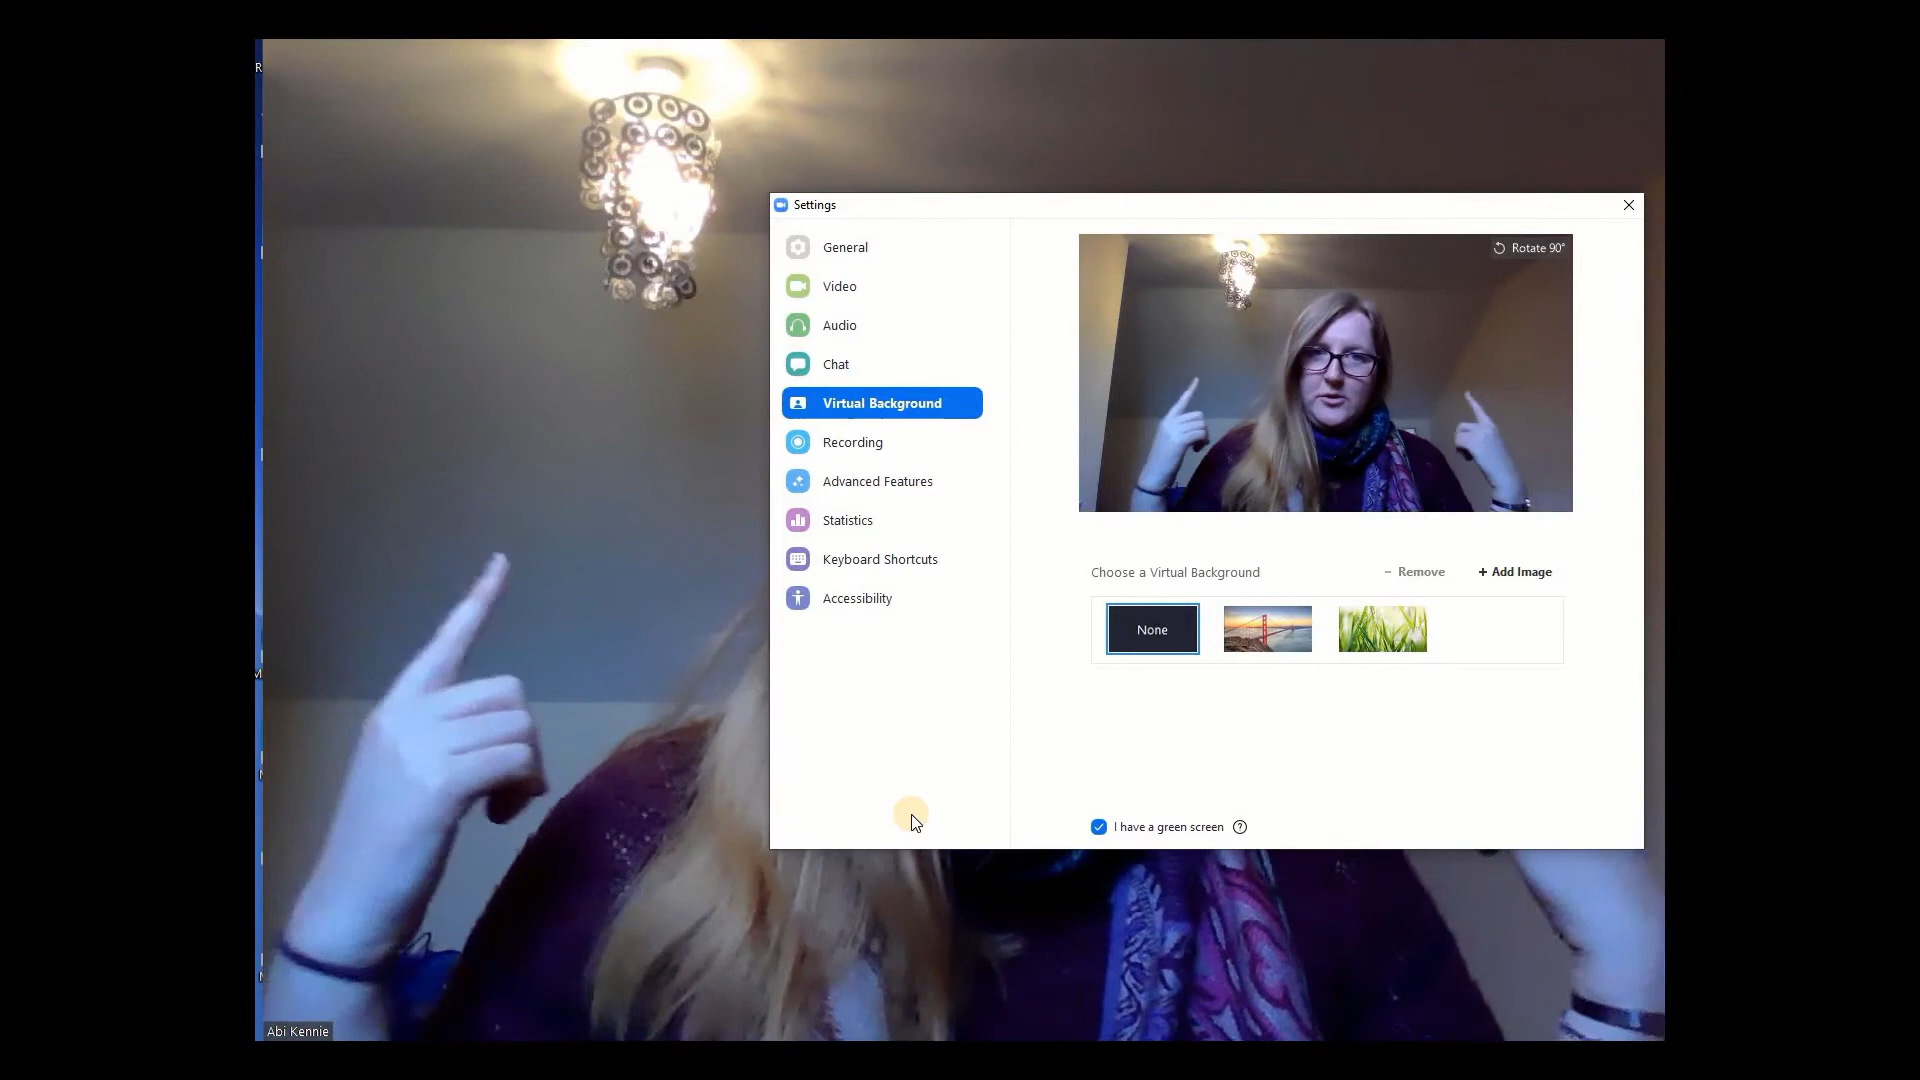 R
Settings
General
Video
Audio
Chat
Virtual Background
Recording
Advanced Features
Statistics
Keyboard Shortcuts
Accessibility
Rotate 90°
Choose a Virtual Background
− Remove
+ Add Image
None
I have a green screen ?
Abi Kennie